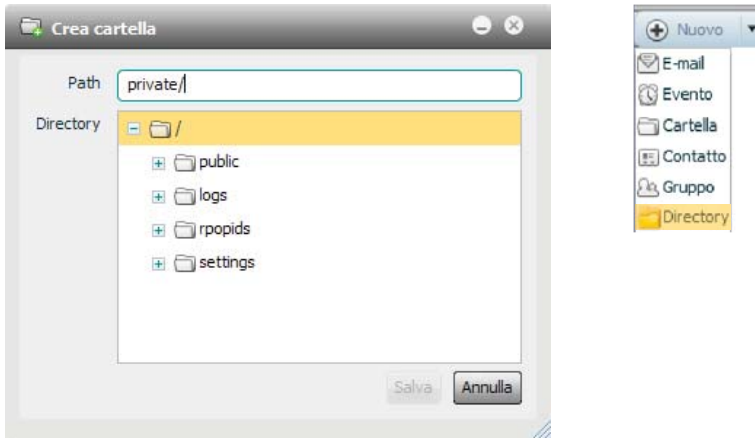 Crea cartella
Path private/
Directory /
public
logs
rpopids
settings
Salva Annulla
Nuovo
E-mail
Evento
Cartella
Contatto
Gruppo
Directory